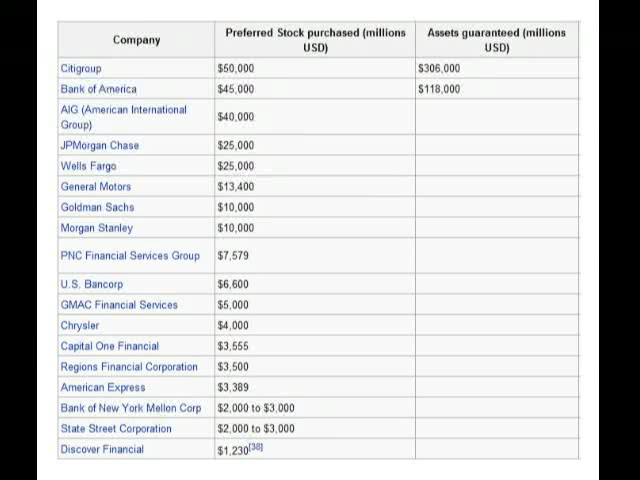 Company Preferred Stock purchased (millions USD) Assets guaranteed (millions USD)
Citigroup $50,000 $306,000
Bank of America $45,000 $118,000
AIG (American International Group) $40,000
JPMorgan Chase $25,000
Wells Fargo $25,000
General Motors $13,400
Goldman Sachs $10,000
Morgan Stanley $10,000
PNC Financial Services Group $7,579
U.S. Bancorp $6,600
GMAC Financial Services $5,000
Chrysler $4,000
Capital One Financial $3,555
Regions Financial Corporation $3,500
American Express $3,389
Bank of New York Mellon Corp $2,000 to $3,000
State Street Corporation $2,000 to $3,000
Discover Financial $1,230[38]